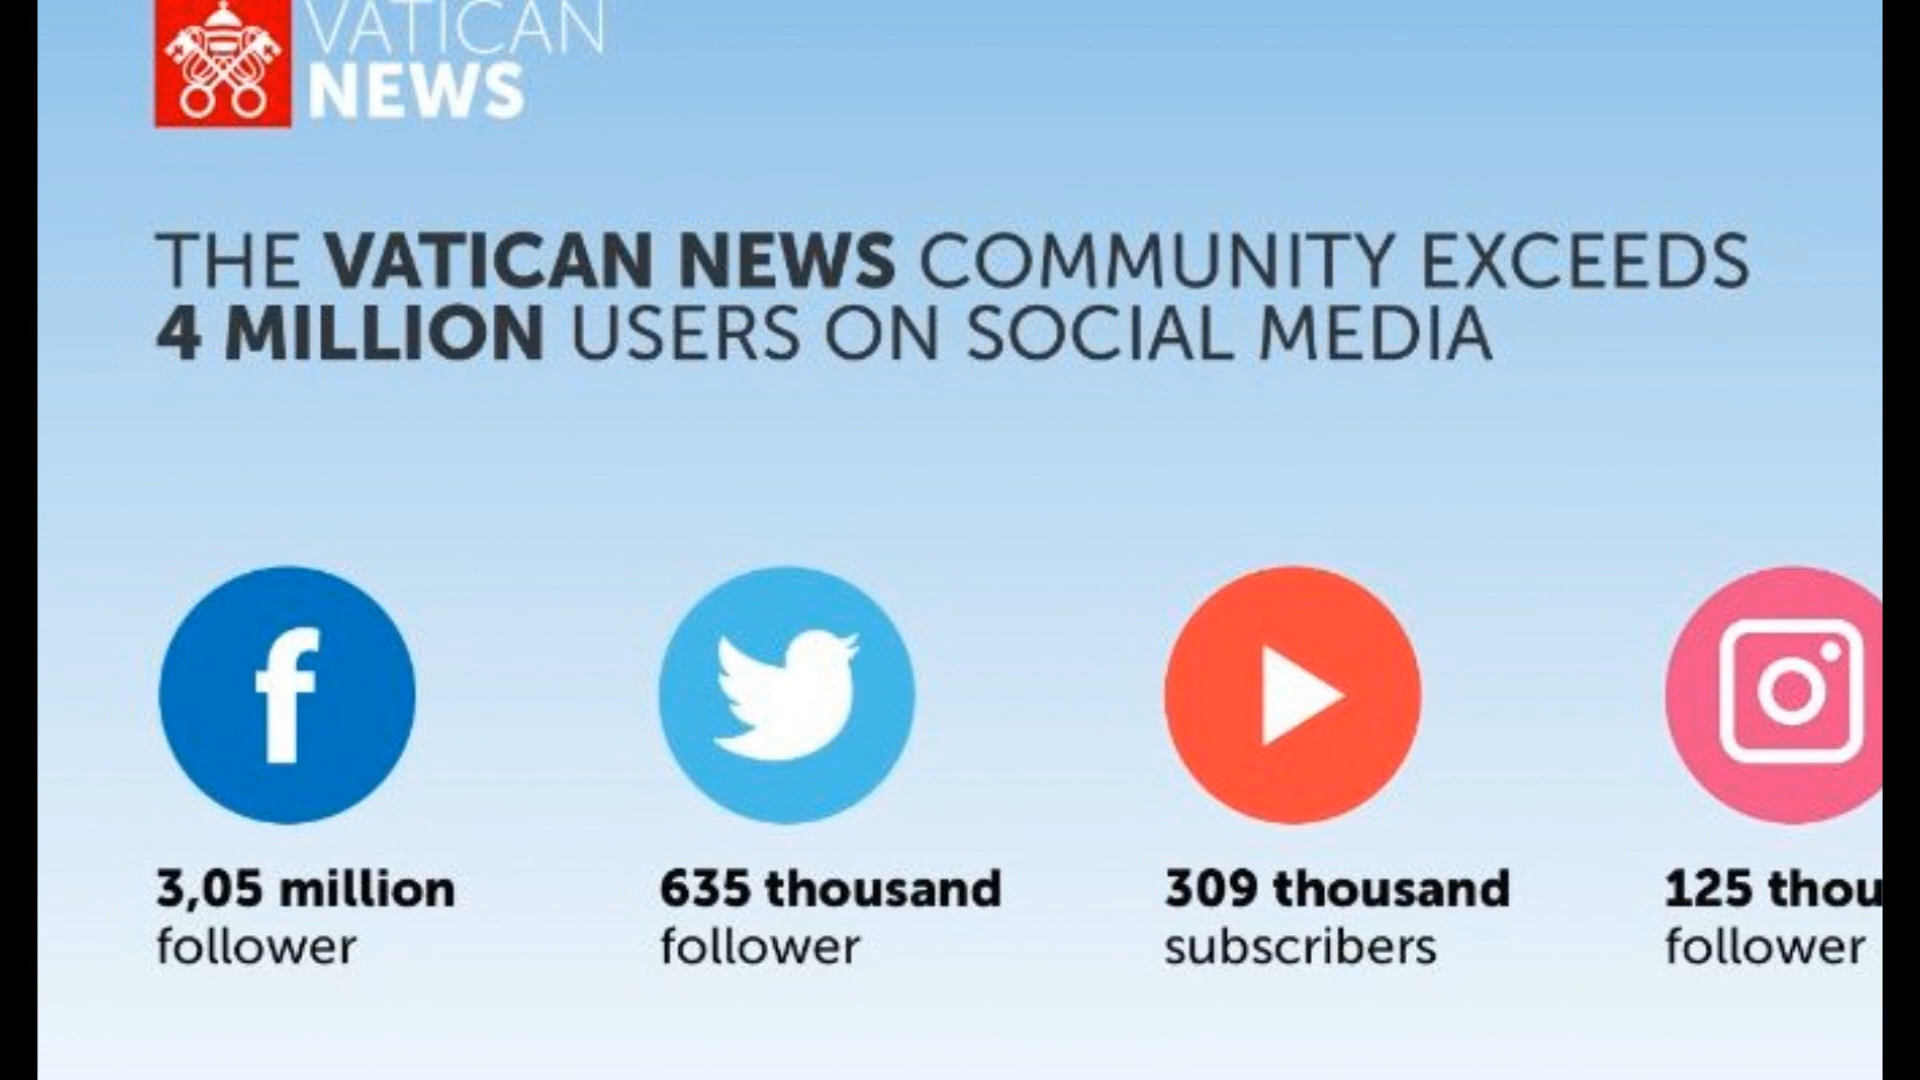 VATICAN
NEWS
THE VATICAN NEWS COMMUNITY EXCEEDS
4 MILLION USERS ON SOCIAL MEDIA
3,05 million
follower
635 thousand
follower
309 thousand
subscribers
125 thou
follower